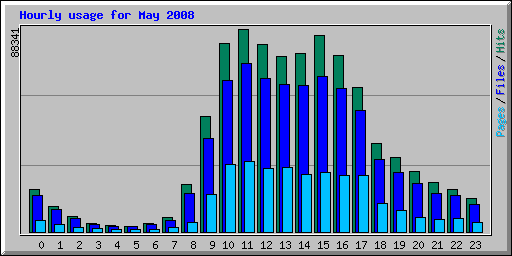 Hourly usage for May 2008
88341
Pages/Files/Hits
0 1 2 3 4 5 6 7 8 9 10 11 12 13 14 15 16 17 18 19 20 21 22 23